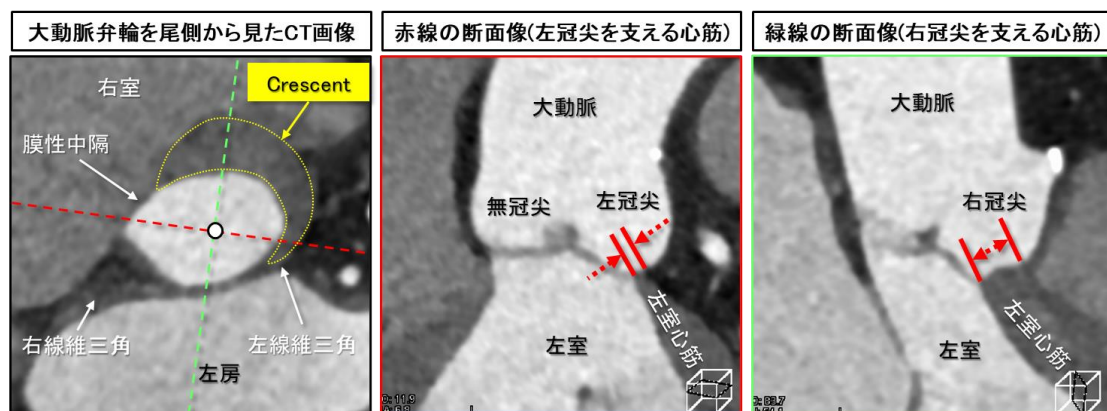 大動脈弁輪を尾側から見たCT画像
赤線の断面像(左冠尖を支える心筋)
緑線の断面像(右冠尖を支える心筋)
右室
Crescent
膜性中隔
右線維三角
左線維三角
左房
大動脈
無冠尖
左冠尖
左室
左室心筋
大動脈
右冠尖
左室
左室心筋